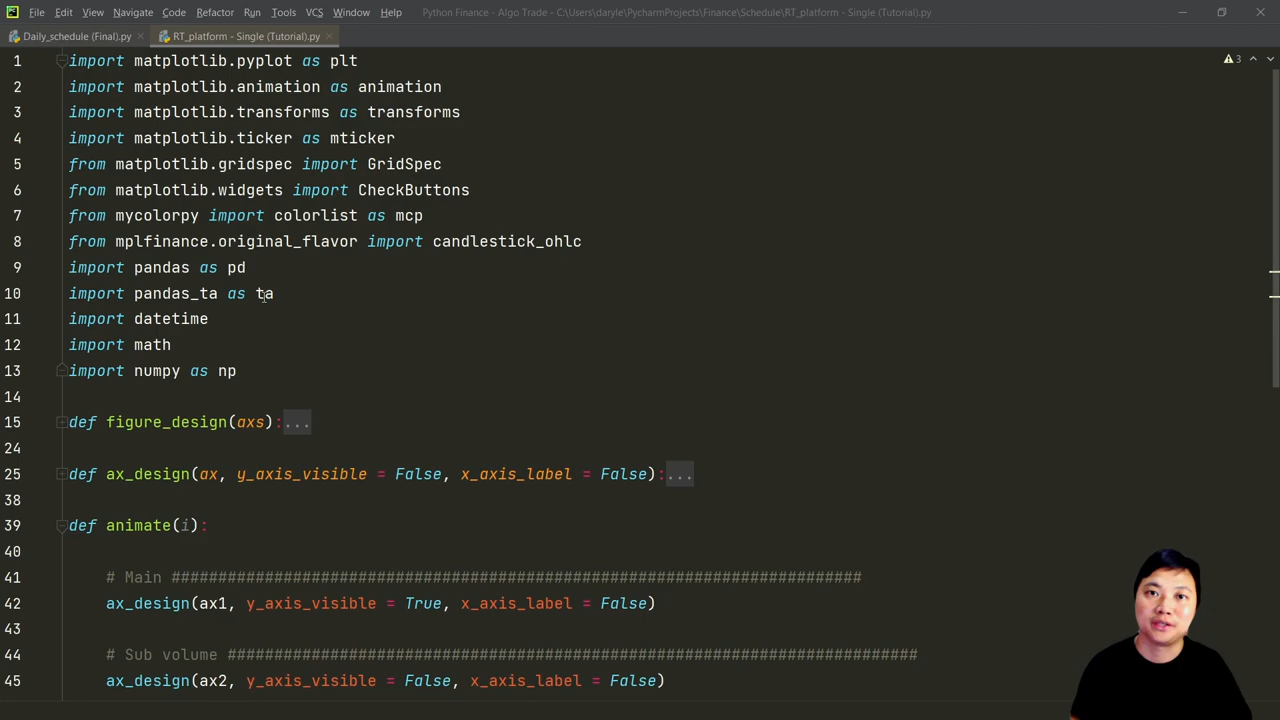 File Edit View Navigate Code Refactor Run Tools VCS Window Help Python Finance - Algo Trade - C:\Users\daryle\PycharmProjects\Finance\Schedule\RT_platform - Single (Tutorial).py
Daily_schedule (Final).py RT_platform - Single (Tutorial).py
1 import matplotlib.pyplot as plt 3
2 import matplotlib.animation as animation
3 import matplotlib.transforms as transforms
4 import matplotlib.ticker as mticker
5 from matplotlib.gridspec import GridSpec
6 from matplotlib.widgets import CheckButtons
7 from mycolorpy import colorlist as mcp
8 from mplfinance.original_flavor import candlestick_ohlc
9 import pandas as pd
10 import pandas_ta as ta
11 import datetime
12 import math
13 import numpy as np
14
15 def figure_design(axs):...
24
25 def ax_design(ax, y_axis_visible = False, x_axis_label = False):...
38
39 def animate(i):
40
41 # Main ##########################################################################
42 ax_design(ax1, y_axis_visible = True, x_axis_label = False)
43
44 # Sub volume ##########################################################################
45 ax_design(ax2, y_axis_visible = False, x_axis_label = False)